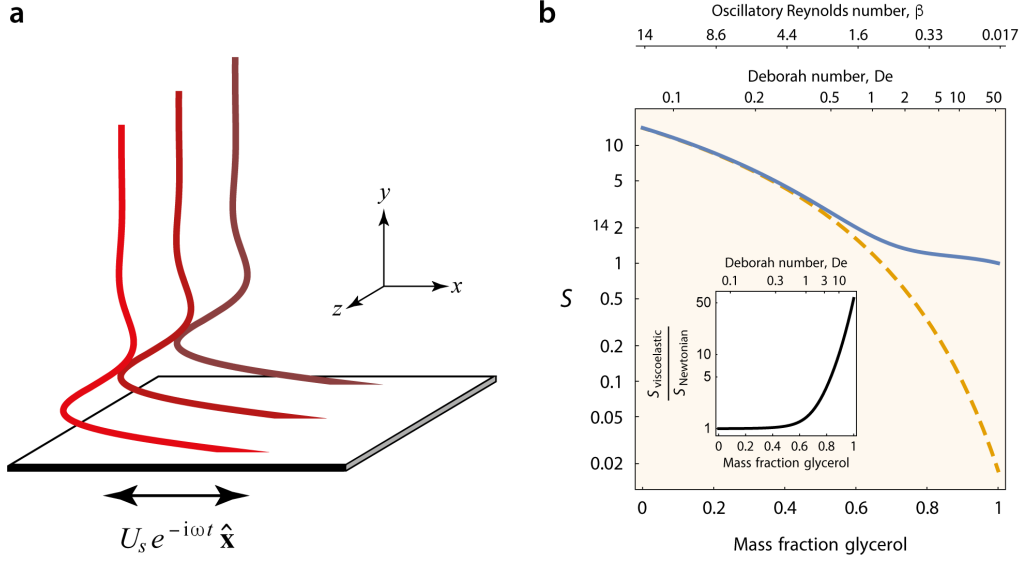 a
y
x
z
U_s e^{-iωt} x̂
b
Oscillatory Reynolds number, β
14 8.6 4.4 1.6 0.33 0.017
Deborah number, De
0.1 0.2 0.5 1 2 5 10 50
10
5
14 2
1
0.5
0.2
0.1
0.05
0.02
S
Deborah number, De
0.1 0.3 1 3 10
50
10
5
1
S viscoelastic
S Newtonian
0 0.2 0.4 0.6 0.8 1
Mass fraction glycerol
0 0.2 0.4 0.6 0.8 1
Mass fraction glycerol